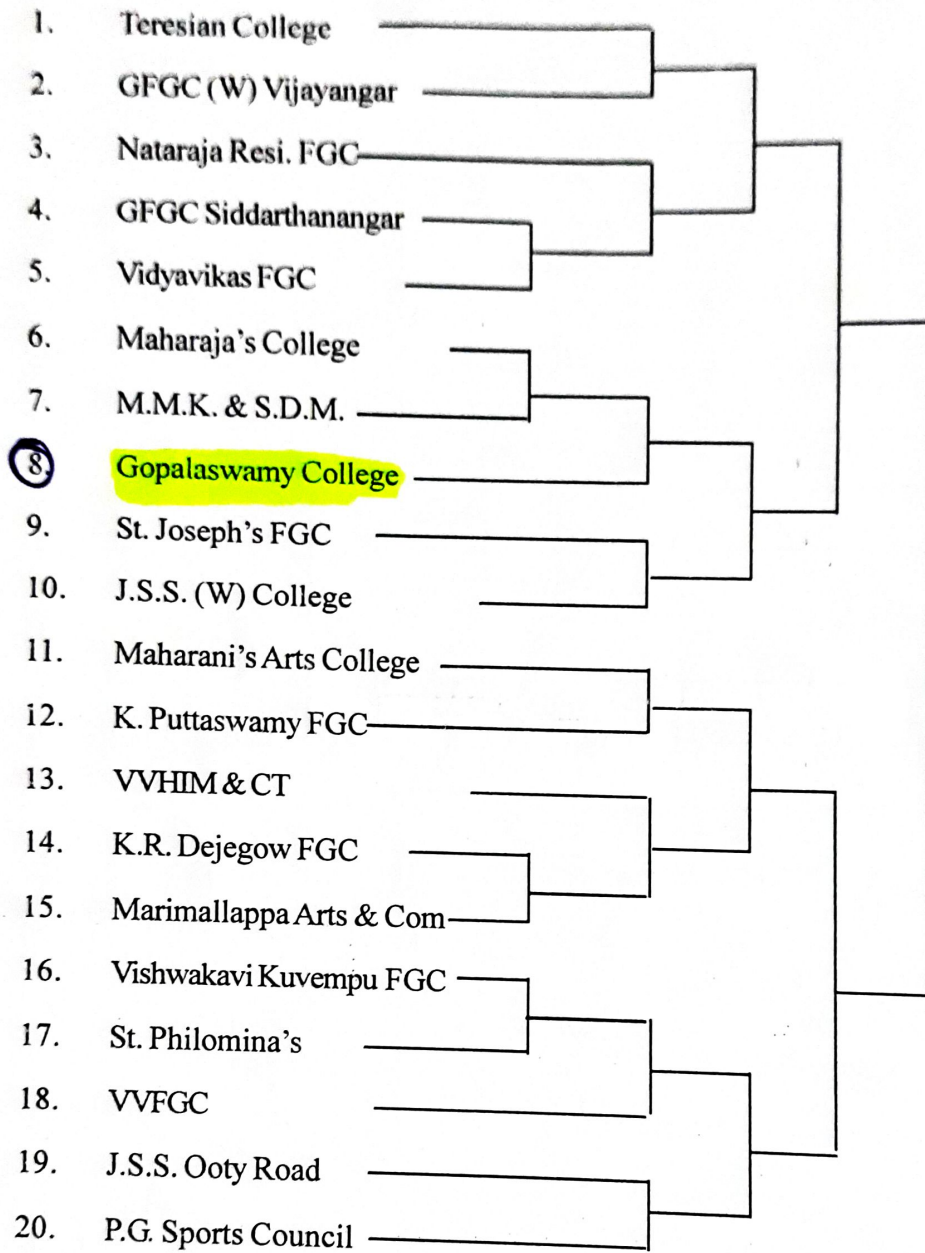 1. Teresian College
2. GFGC (W) Vijayangar
3. Nataraja Resi. FGC
4. GFGC Siddarthanangar
5. Vidyavikas FGC
6. Maharaja's College
7. M.M.K. & S.D.M.
8. Gopalaswamy College
9. St. Joseph's FGC
10. J.S.S. (W) College
11. Maharani's Arts College
12. K. Puttaswamy FGC
13. VVHIM & CT
14. K.R. Dejegow FGC
15. Marimallappa Arts & Com
16. Vishwakavi Kuvempu FGC
17. St. Philomina's
18. VVFGC
19. J.S.S. Ooty Road
20. P.G. Sports Council